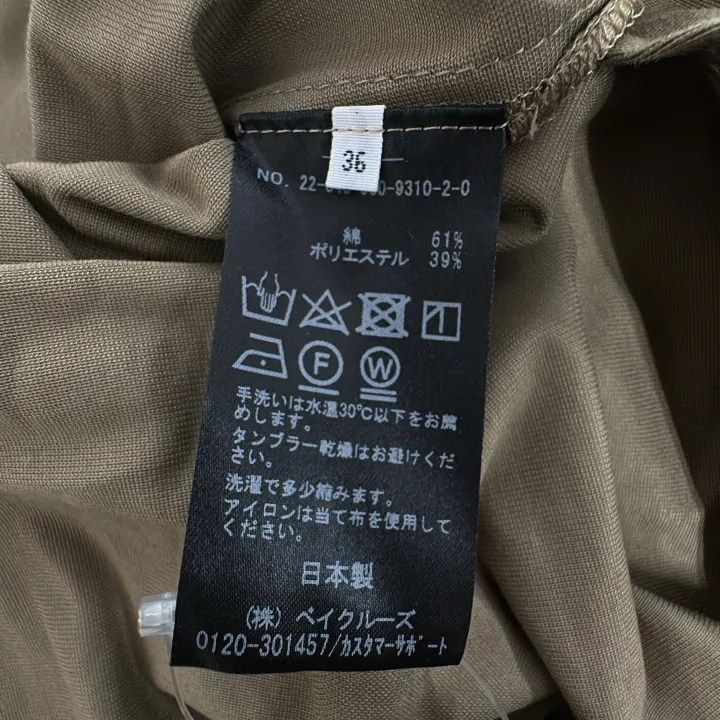 36
NO. 22-0 0-9310-2-0
綿 61%
ポリエステル 39%
F W
手洗いは水温30℃以下をお薦
めします。
タンブラー乾燥はお避けくだ
さい。
洗濯で多少縮みます。
アイロンは当て布を使用して
ください。
日本製
(株) ベイクルーズ
0120-301457/カスタマーサポート